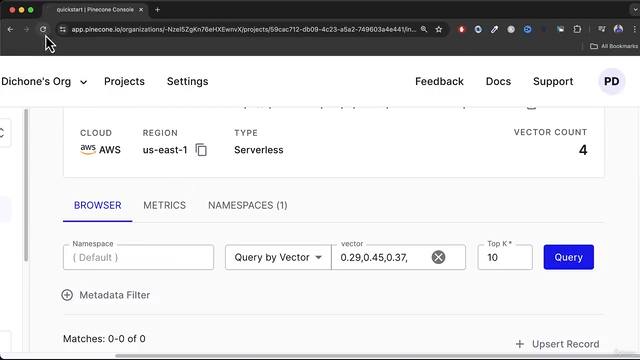 quickstart | Pinecone Console
app.pinecone.io/organizations/-NzeI5ZgKn76eHXEwnvX/projects/59cac712-db09-4c23-a5a2-749603a4e441/in...
All Bookmarks
Dichone's Org
Projects
Settings
Feedback
Docs
Support
PD
CLOUD
REGION
TYPE
VECTOR COUNT
aws AWS
us-east-1
Serverless
4
BROWSER
METRICS
NAMESPACES (1)
Namespace
( Default )
Query by Vector
vector
0.29,0.45,0.37,
Top K *
10
Query
Metadata Filter
Matches: 0-0 of 0
Upsert Record